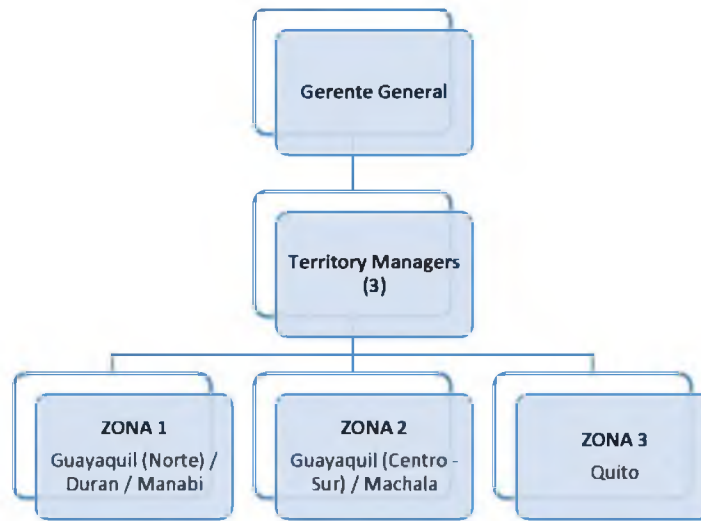 Gerente General
Territory Managers
(3)
ZONA 1
Guayaquil (Norte) /
Duran / Manabi
ZONA 2
Guayaquil (Centro -
Sur) / Machala
ZONA 3
Quito